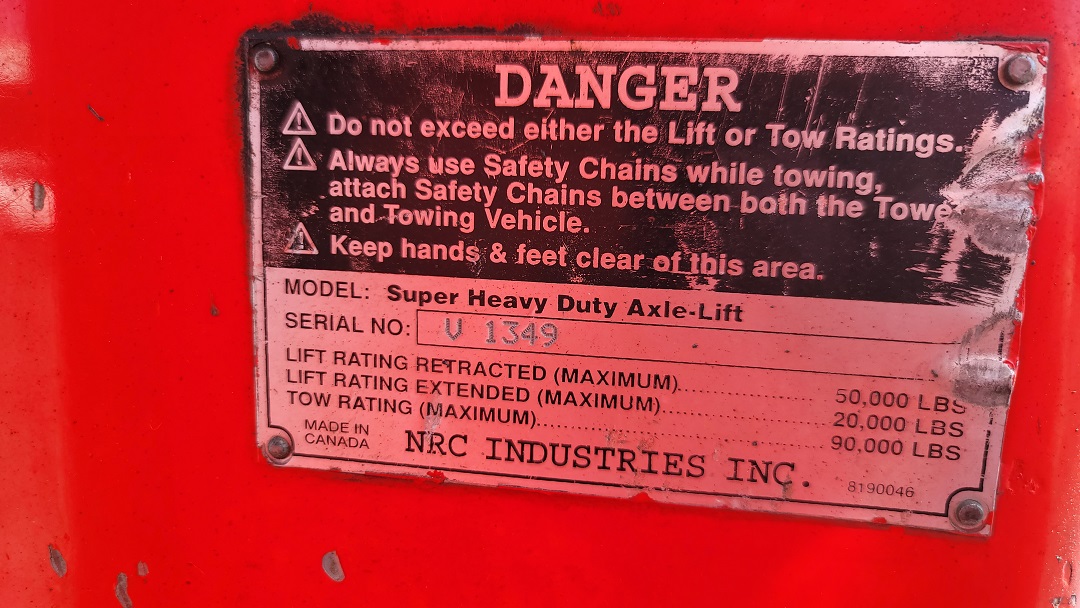 DANGER
Do not exceed either the Lift or Tow Ratings.
Always use Safety Chains while towing,
attach Safety Chains between both the Towe
and Towing Vehicle.
Keep hands & feet clear of this area.
MODEL: Super Heavy Duty Axle-Lift
SERIAL NO: V 1349
LIFT RATING RETRACTED (MAXIMUM)................ 50,000 LBS
LIFT RATING EXTENDED (MAXIMUM)................ 20,000 LBS
TOW RATING (MAXIMUM)................ 90,000 LBS
MADE IN
CANADA
NRC INDUSTRIES INC.
8190046